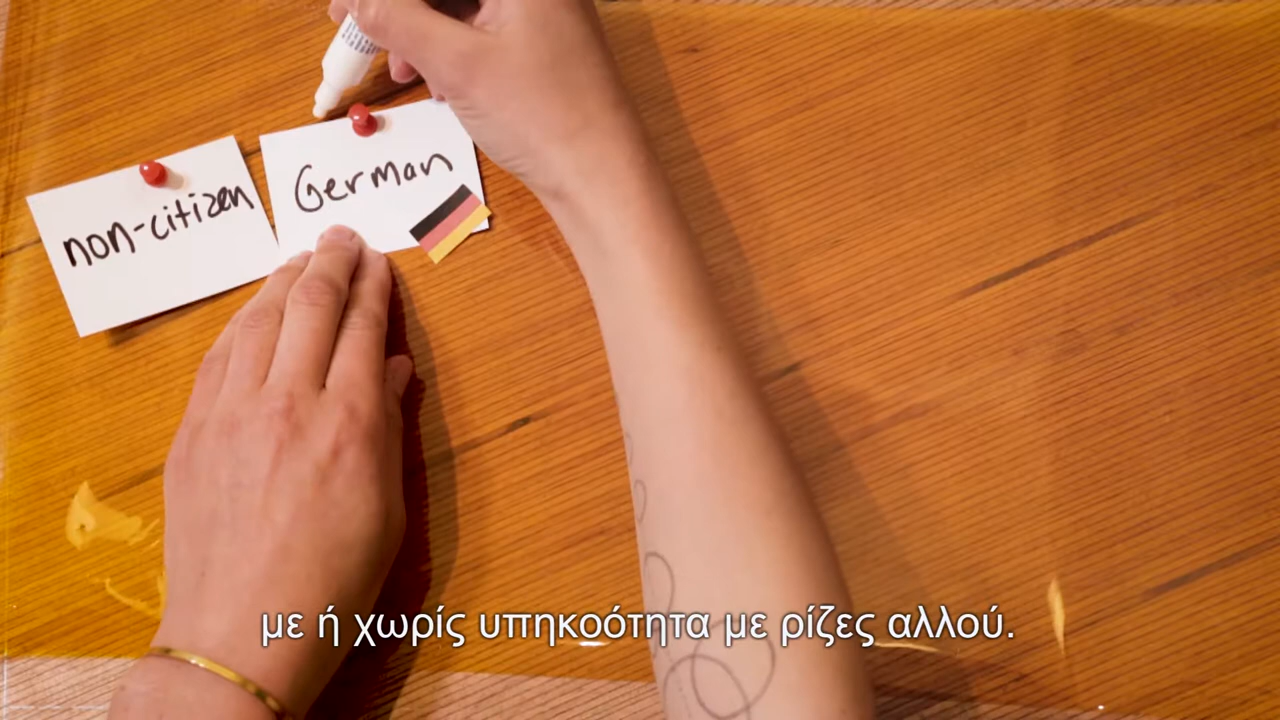 non-citizen
German
με ή χωρίς υπηκοότητα με ρίζες αλλού.